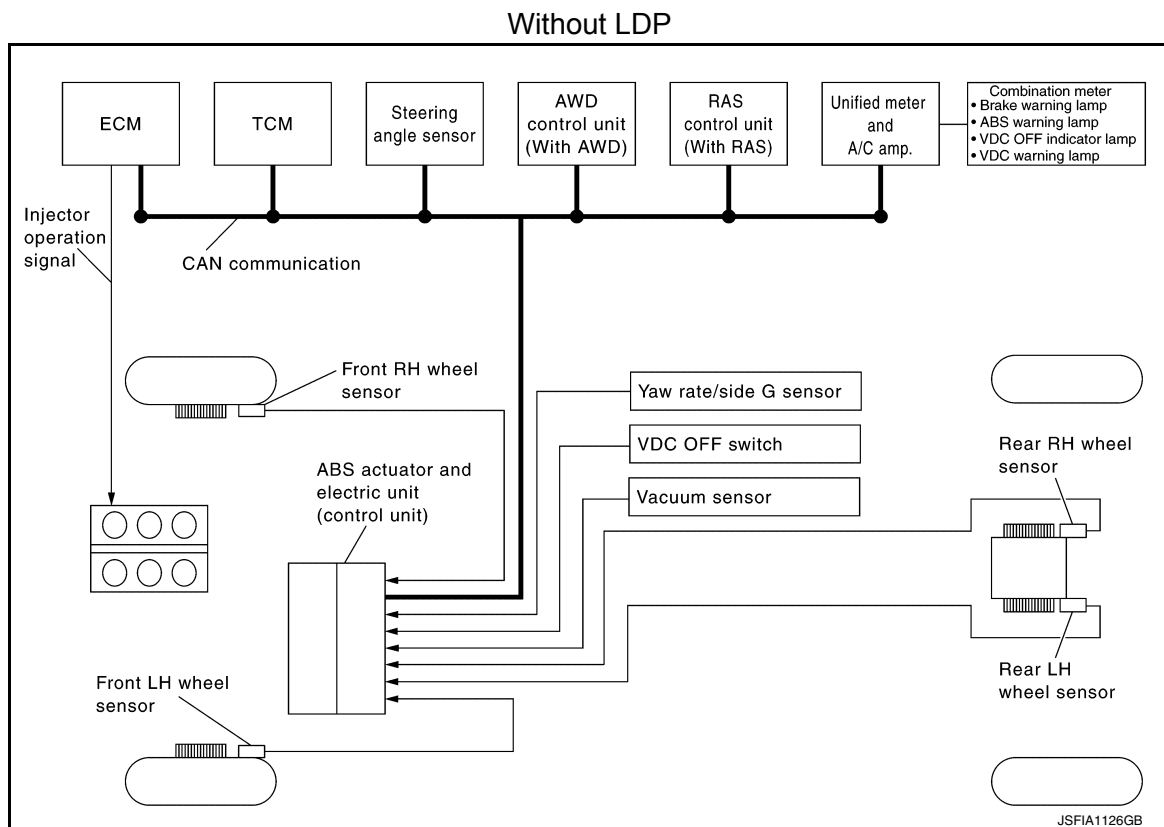 Without LDP
ECM
TCM
Steering
angle sensor
AWD
control unit
(With AWD)
RAS
control unit
(With RAS)
Unified meter
and
A/C amp.
Combination meter
• Brake warning lamp
• ABS warning lamp
• VDC OFF indicator lamp
• VDC warning lamp
Injector
operation
signal
CAN communication
Front RH wheel
sensor
Yaw rate/side G sensor
VDC OFF switch
Vacuum sensor
Rear RH wheel
sensor
ABS actuator and
electric unit
(control unit)
Front LH wheel
sensor
Rear LH
wheel sensor
JSFIA1126GB